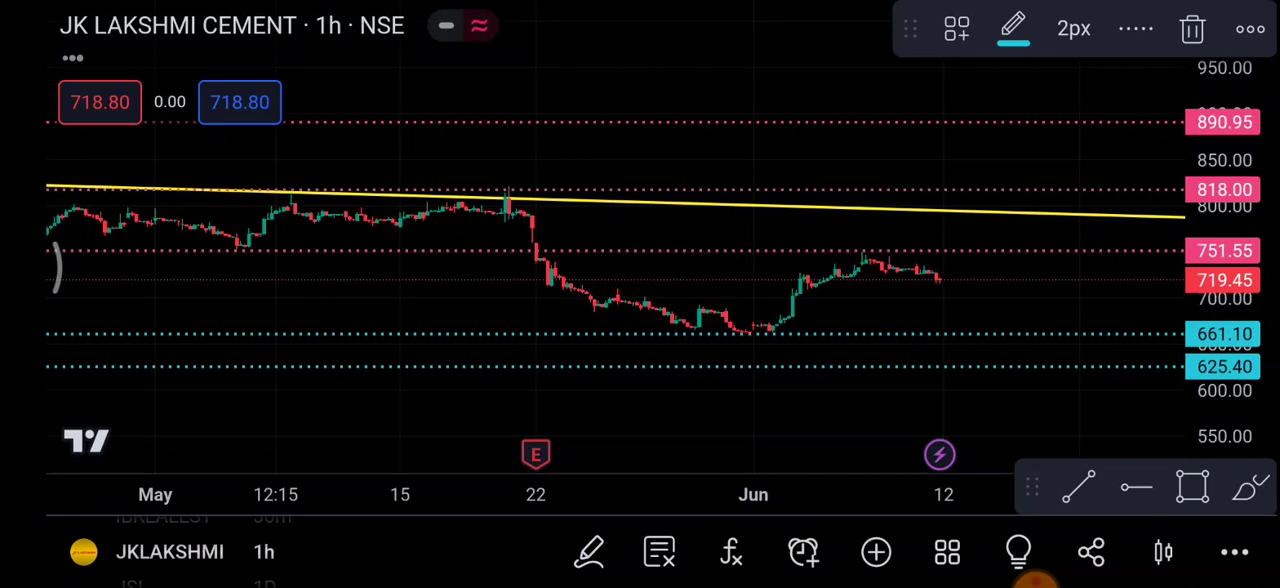 JK LAKSHMI CEMENT · 1h · NSE
2px
718.80 0.00 718.80
950.00
890.95
850.00
818.00
800.00
751.55
719.45
700.00
661.10
625.40
600.00
550.00
E
May 12:15 15 22 Jun 12
JKLAKSHMI 1h